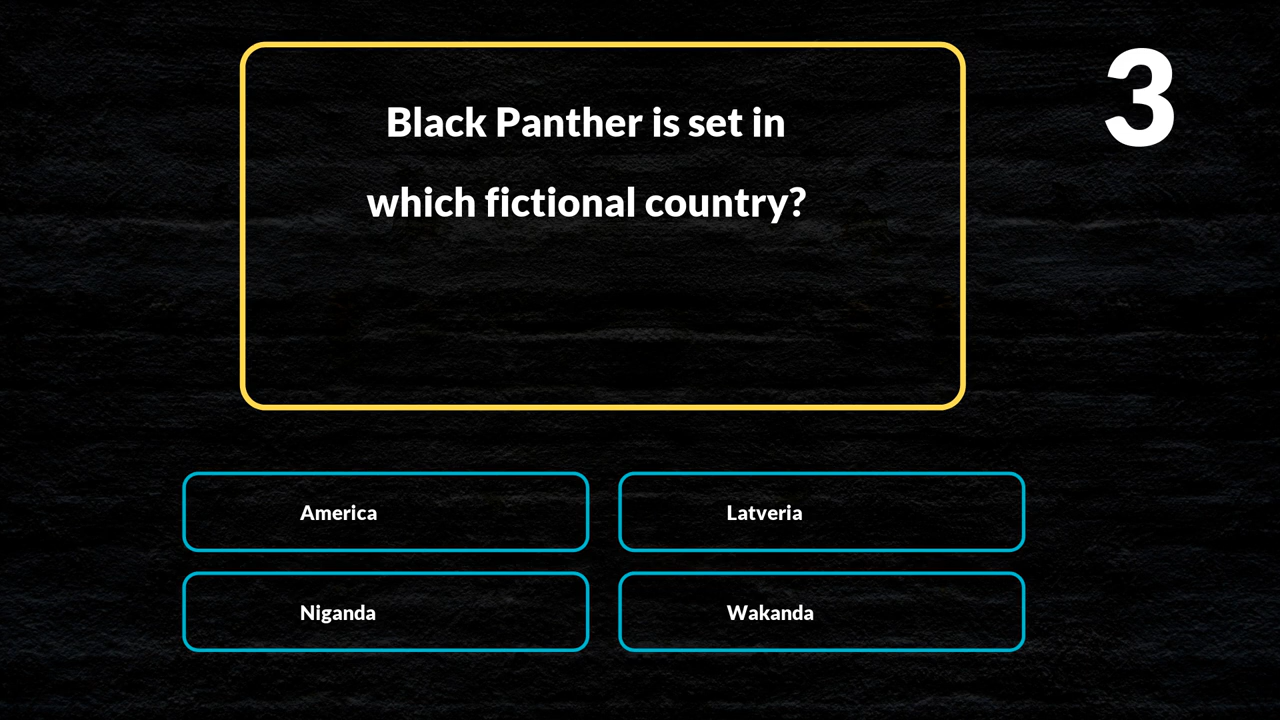 Black Panther is set in
3
which fictional country?
America
Latveria
Niganda
Wakanda